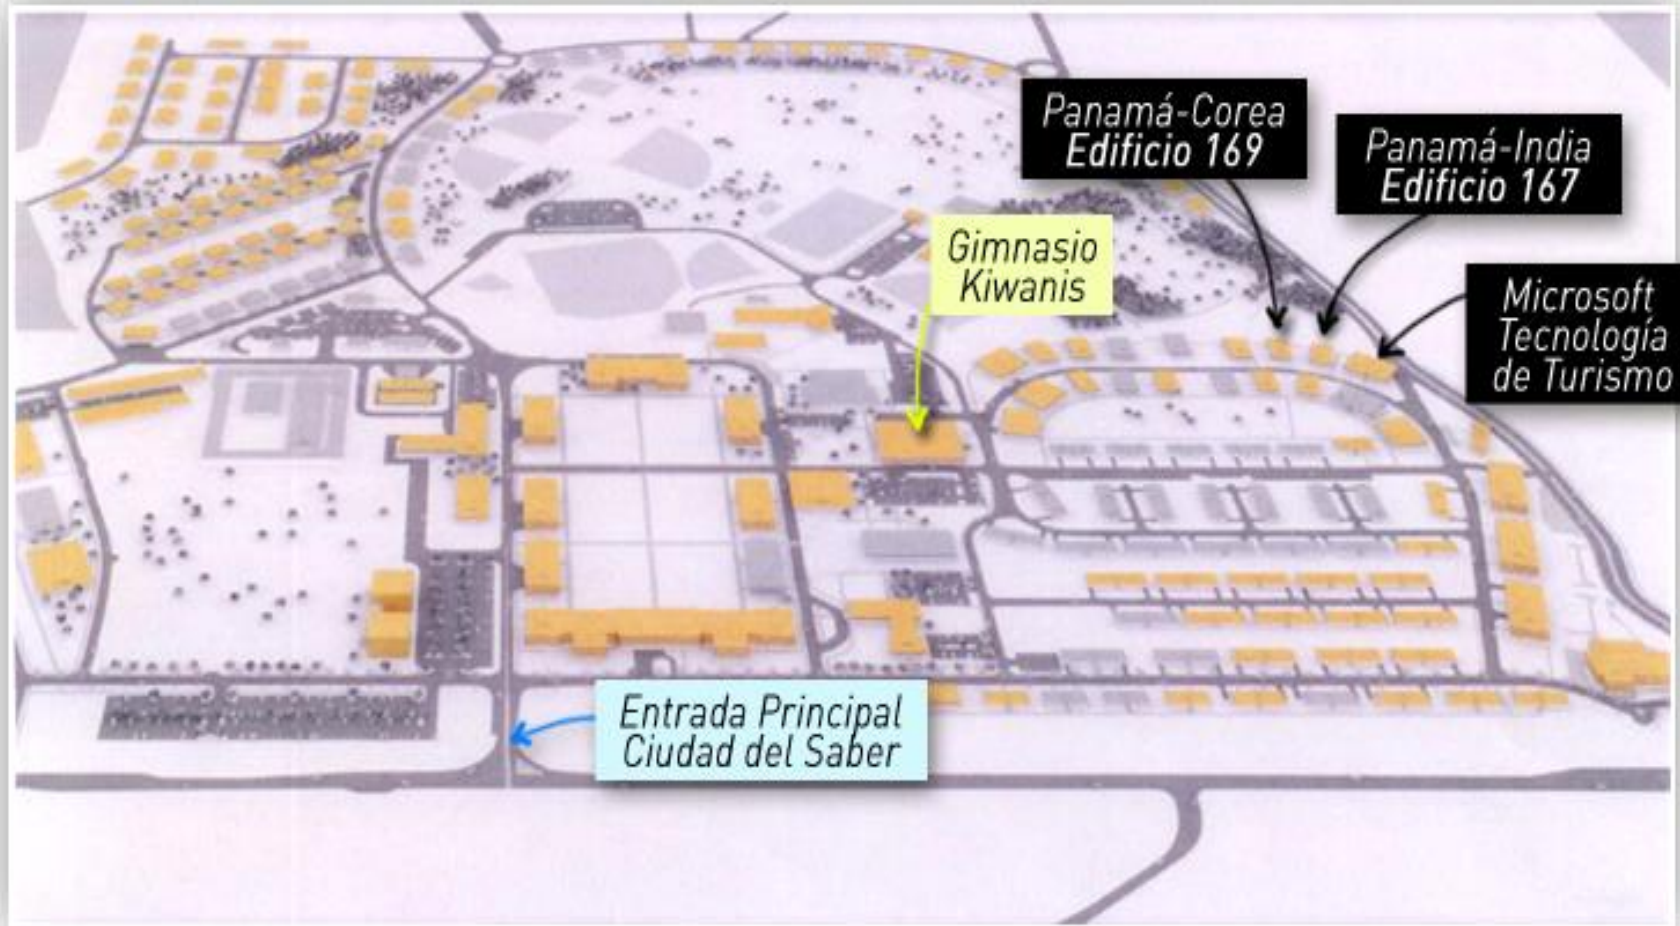 Panamá-Corea
Edificio 169
Panamá-India
Edificio 167
Gimnasio
Kiwanis
Microsoft
Tecnología
de Turismo
Entrada Principal
Ciudad del Saber